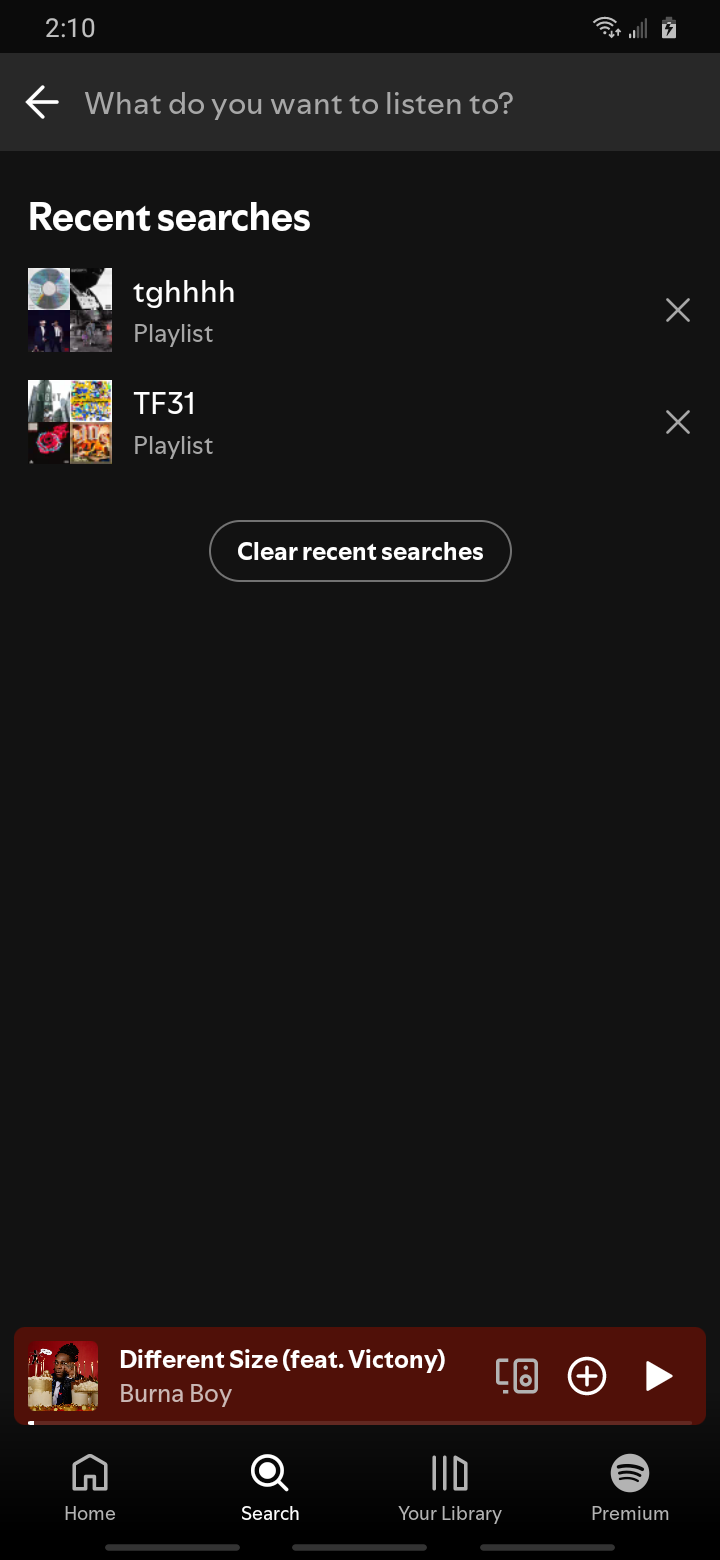 2:10
What do you want to listen to?
Recent searches
tghhhh
Playlist
TF31
Playlist
Clear recent searches
Different Size (feat. Victony)
Burna Boy
Home
Search
Your Library
Premium